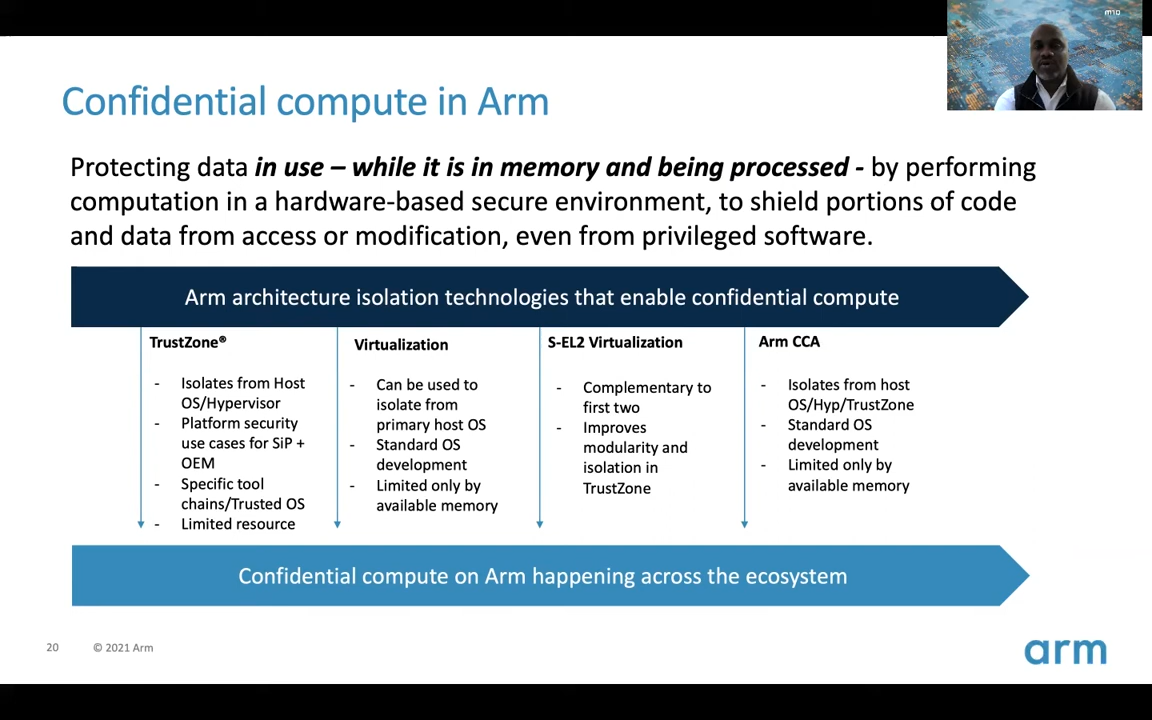 m10
Confidential compute in Arm
Protecting data in use – while it is in memory and being processed - by performing
computation in a hardware-based secure environment, to shield portions of code
and data from access or modification, even from privileged software.
Arm architecture isolation technologies that enable confidential compute
TrustZone®
- Isolates from Host
OS/Hypervisor
- Platform security
use cases for SiP +
OEM
- Specific tool
chains/Trusted OS
- Limited resource
Virtualization
- Can be used to
isolate from
primary host OS
- Standard OS
development
- Limited only by
available memory
S-EL2 Virtualization
- Complementary to
first two
- Improves
modularity and
isolation in
TrustZone
Arm CCA
- Isolates from host
OS/Hyp/TrustZone
- Standard OS
development
- Limited only by
available memory
Confidential compute on Arm happening across the ecosystem
20 © 2021 Arm
arm